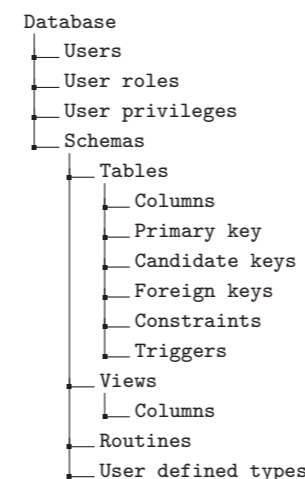 Database
Users
User roles
User privileges
Schemas
Tables
Columns
Primary key
Candidate keys
Foreign keys
Constraints
Triggers
Views
Columns
Routines
User defined types